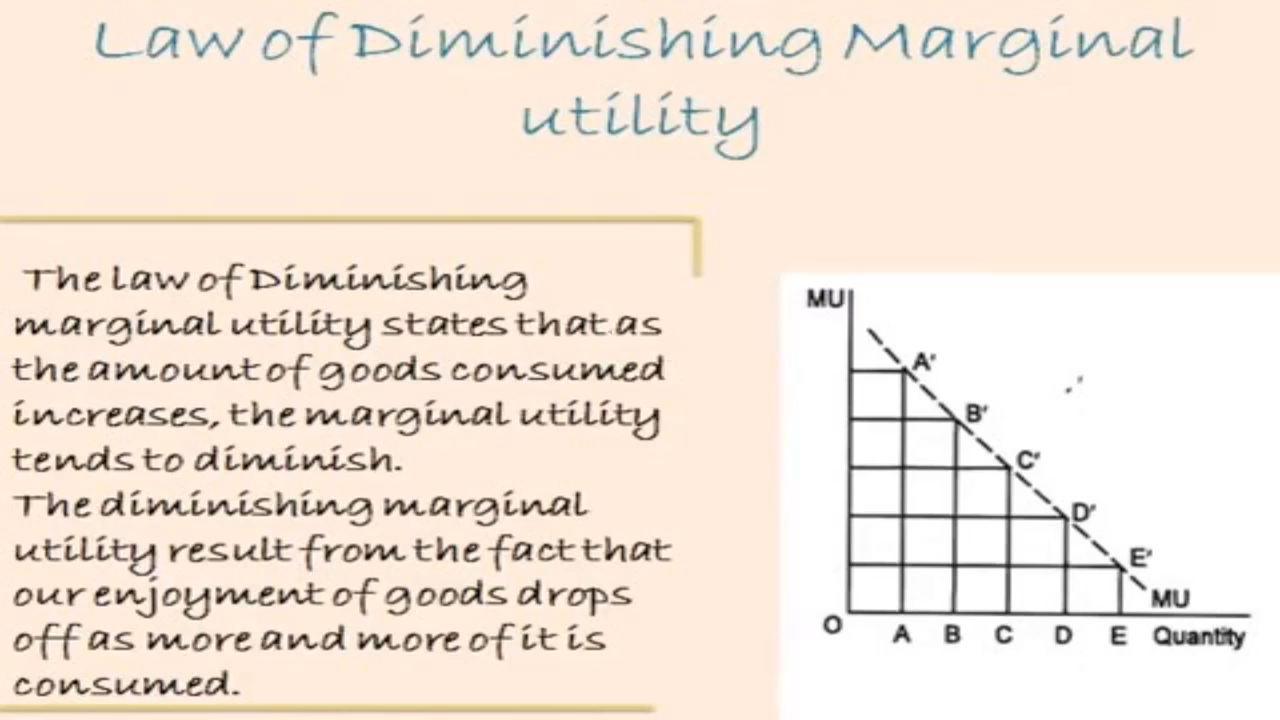 Law of Diminishing Marginal
utility
The law of Diminishing
marginal utility states that as
the amount of goods consumed
increases, the marginal utility
tends to diminish.
The diminishing marginal
utility result from the fact that
our enjoyment of goods drops
off as more and more of it is
consumed.
MU
A'
B'
C'
D'
E'
MU
O A B C D E Quantity